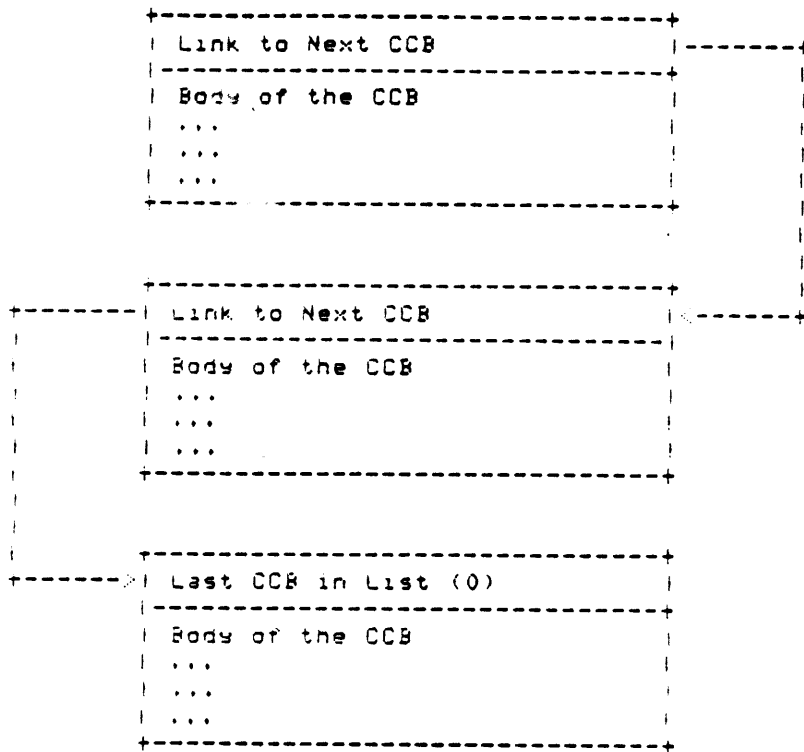 Link to Next CCB
Body of the CCB
...
...
...
Link to Next CCB
Body of the CCB
...
...
...
Last CCB in List (0)
Body of the CCB
...
...
...